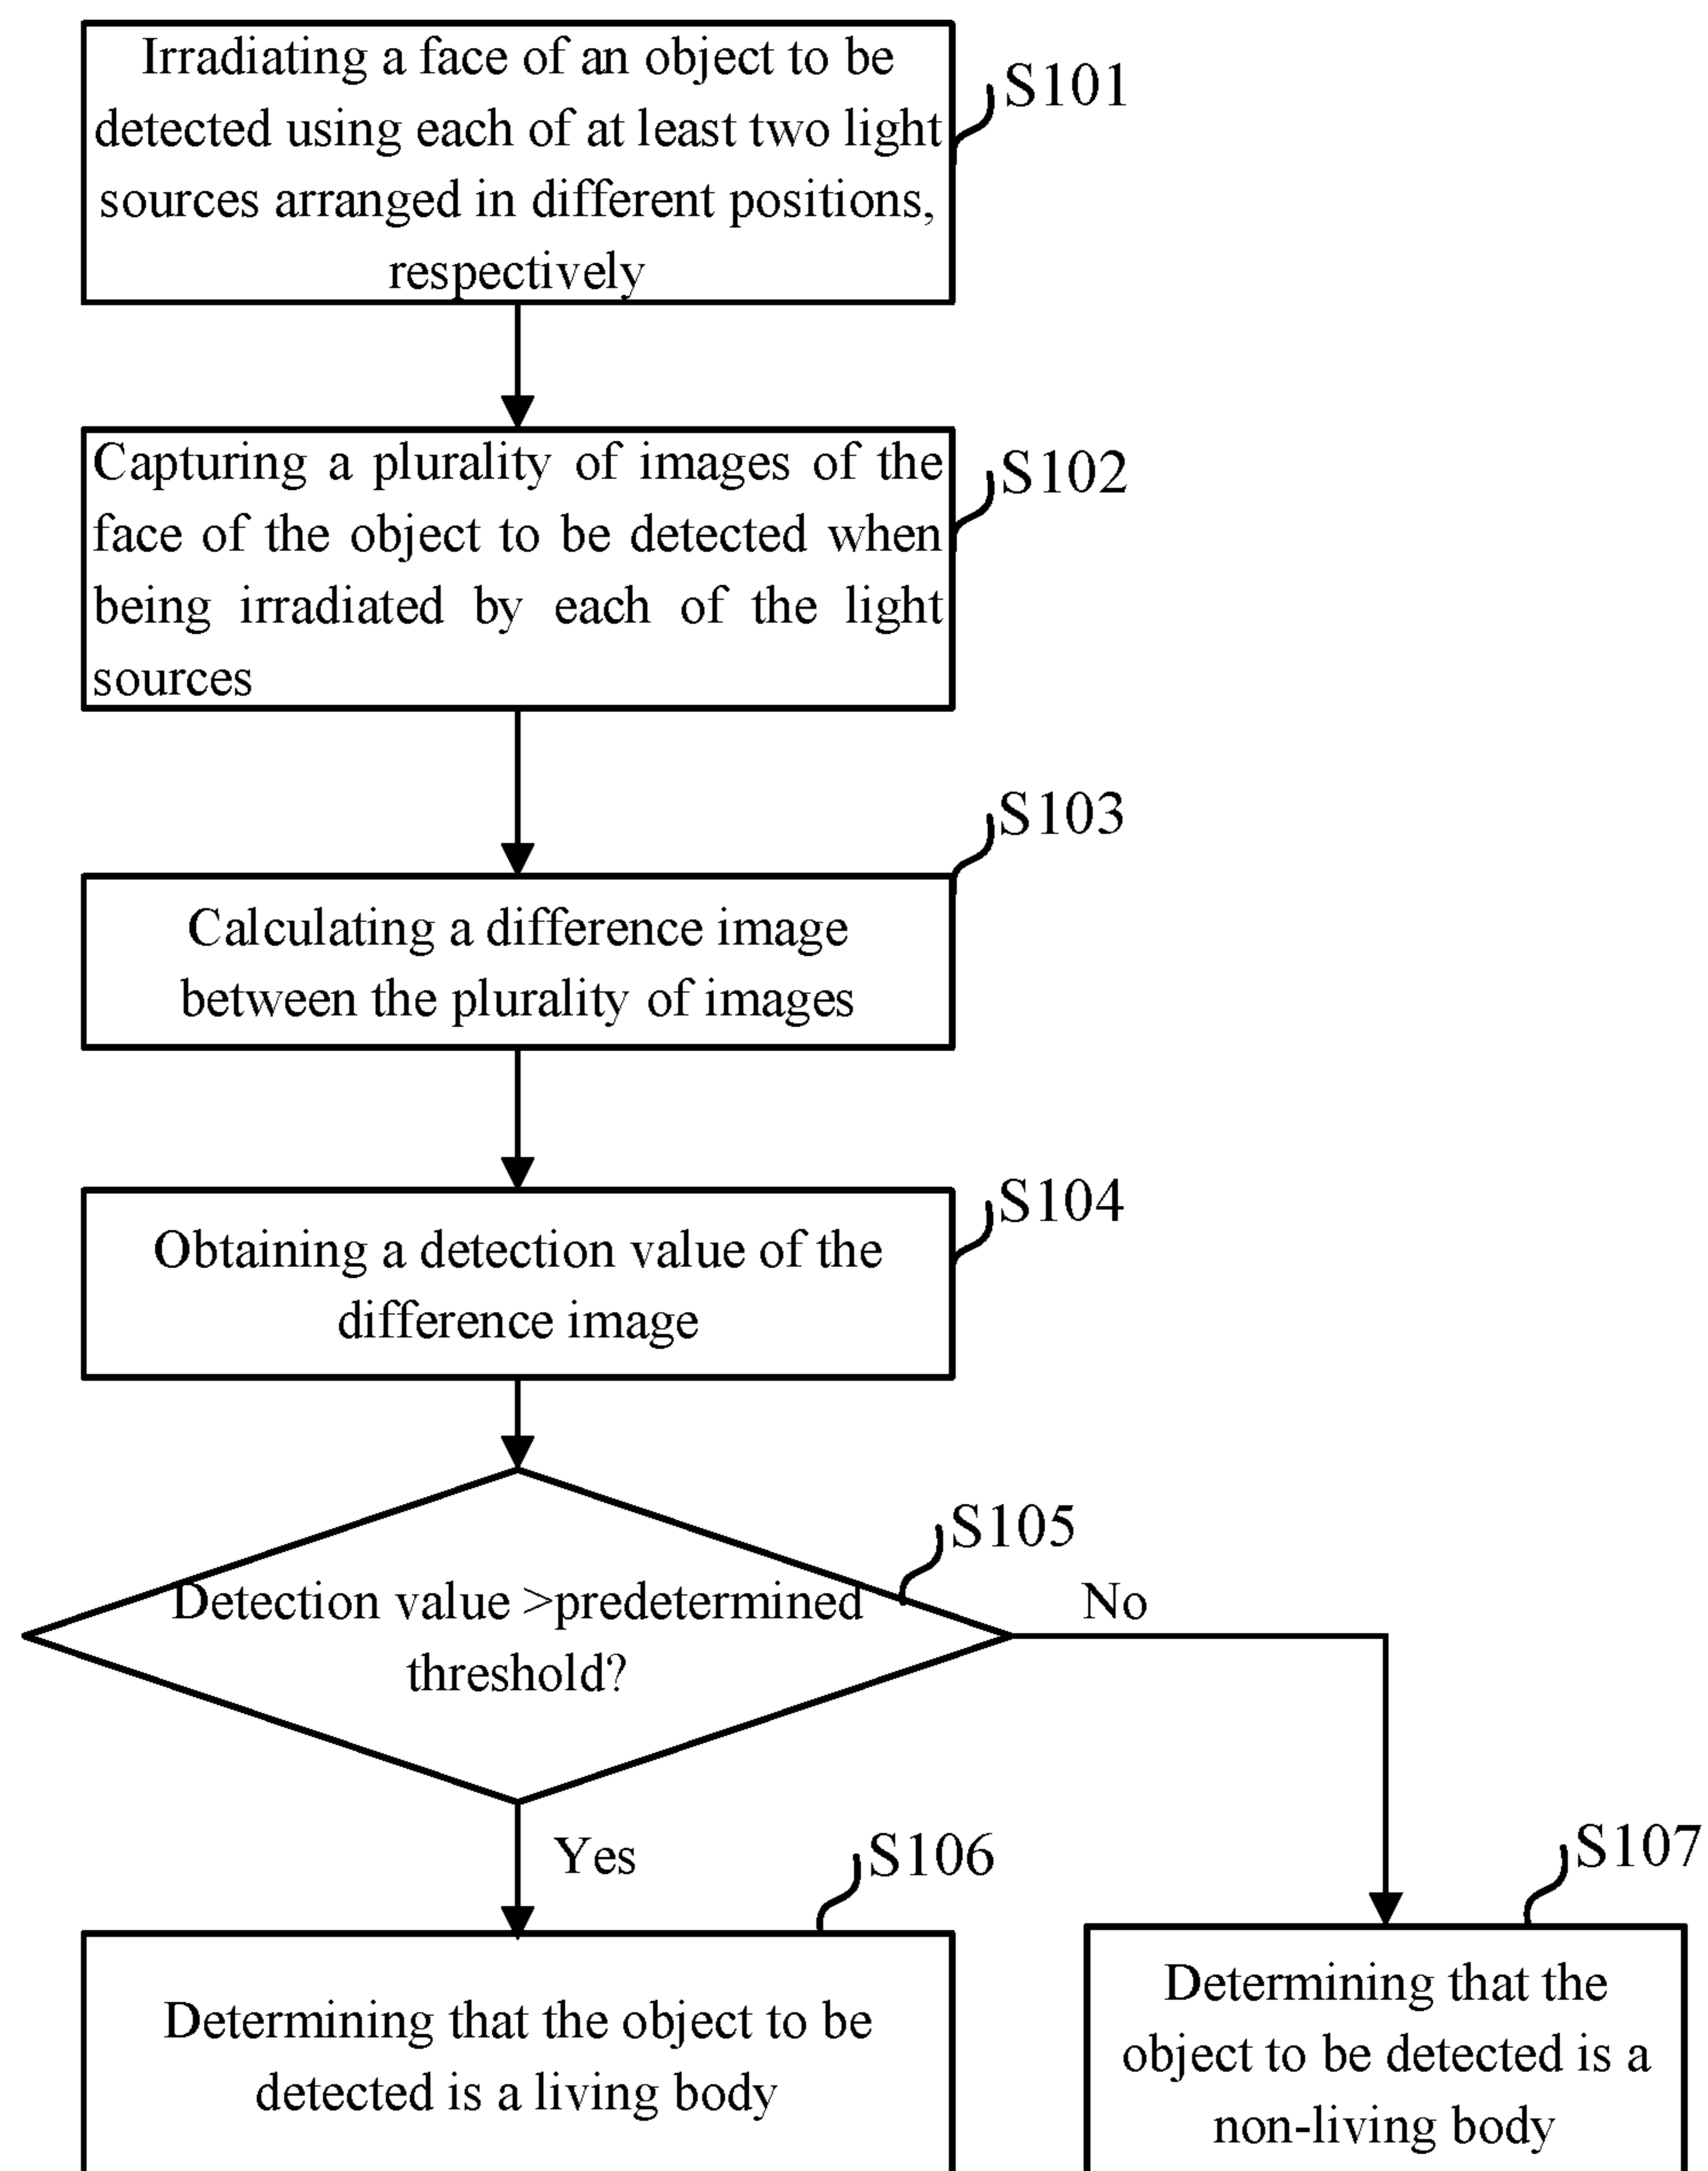 Irradiating a face of an object to be
detected using each of at least two light
sources arranged in different positions,
respectively
S101
Capturing a plurality of images of the
face of the object to be detected when
being irradiated by each of the light
sources
S102
Calculating a difference image
between the plurality of images
S103
Obtaining a detection value of the
difference image
S104
Detection value >predetermined
threshold?
S105
No
Yes
S106
Determining that the object to be
detected is a living body
S107
Determining that the
object to be detected is a
non-living body